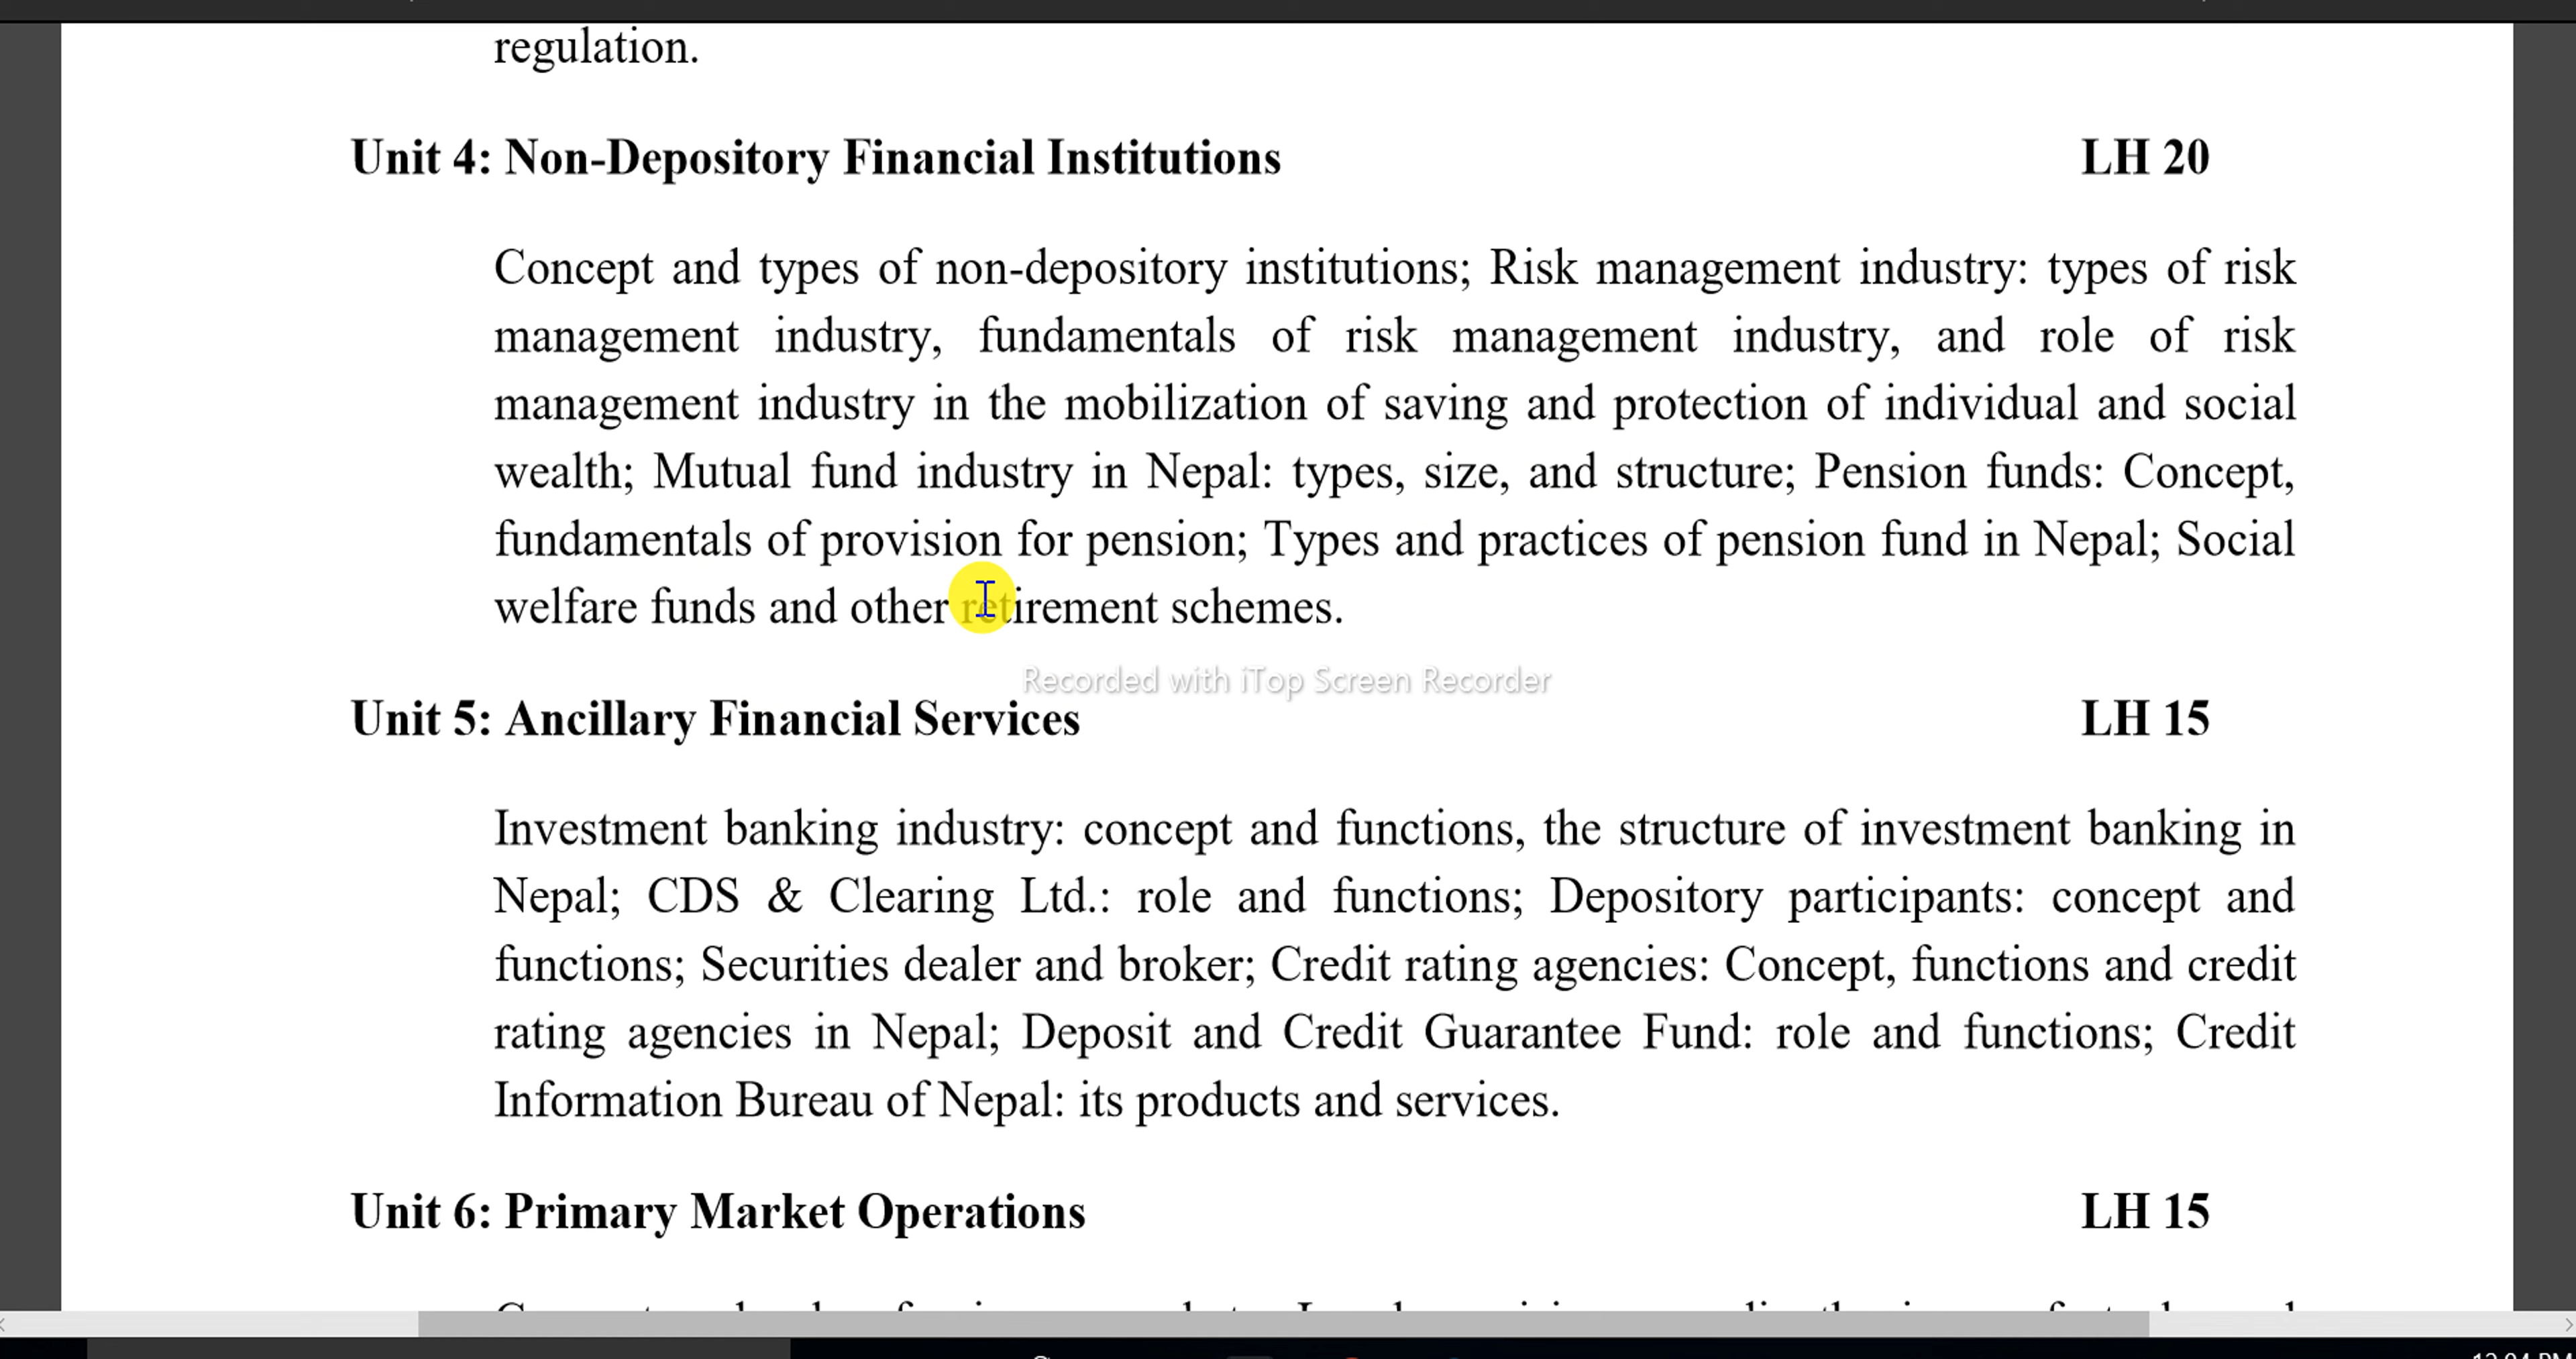 regulation.
Unit 4: Non-Depository Financial Institutions LH 20
Concept and types of non-depository institutions; Risk management industry: types of risk
management industry, fundamentals of risk management industry, and role of risk
management industry in the mobilization of saving and protection of individual and social
wealth; Mutual fund industry in Nepal: types, size, and structure; Pension funds: Concept,
fundamentals of provision for pension; Types and practices of pension fund in Nepal; Social
welfare funds and other retirement schemes.
Recorded with iTop Screen Recorder
Unit 5: Ancillary Financial Services LH 15
Investment banking industry: concept and functions, the structure of investment banking in
Nepal; CDS & Clearing Ltd.: role and functions; Depository participants: concept and
functions; Securities dealer and broker; Credit rating agencies: Concept, functions and credit
rating agencies in Nepal; Deposit and Credit Guarantee Fund: role and functions; Credit
Information Bureau of Nepal: its products and services.
Unit 6: Primary Market Operations LH 15